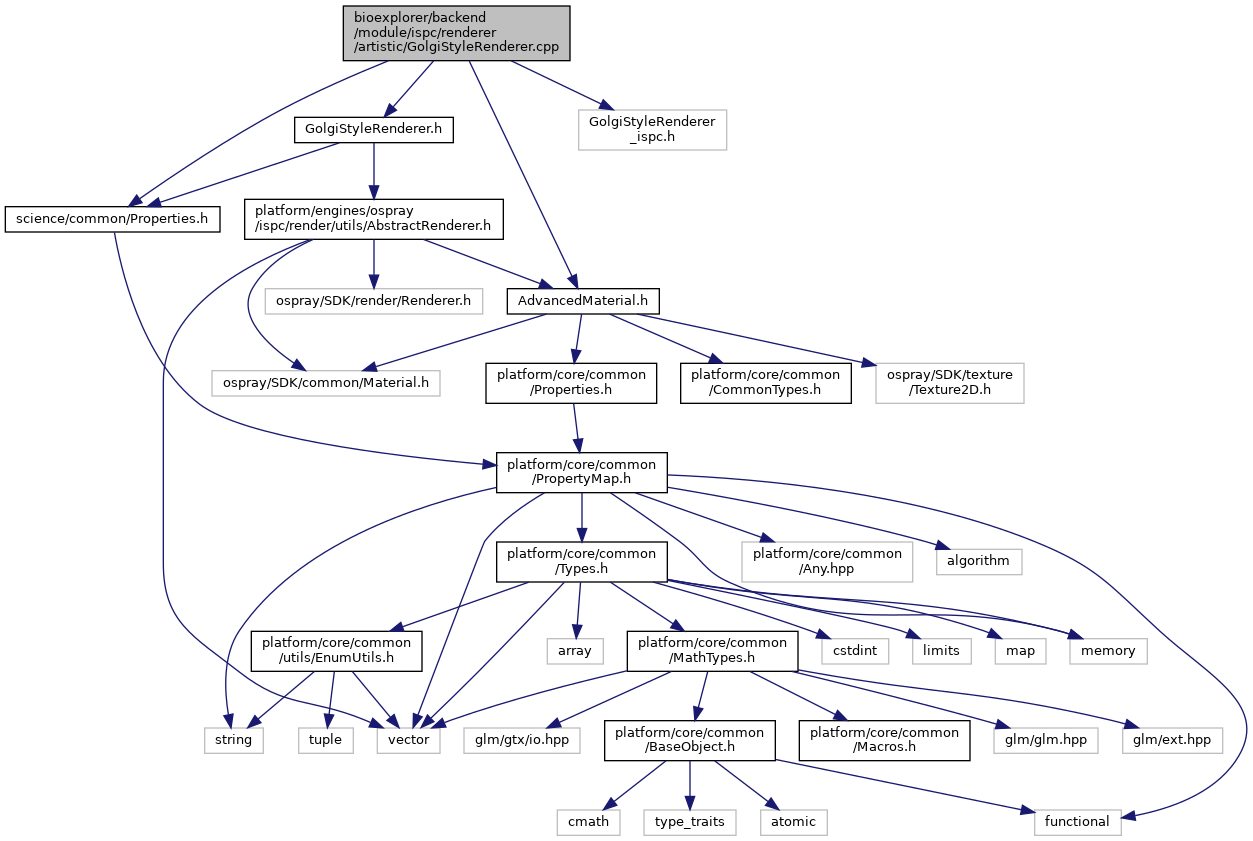 bioexplorer/backend
/module/ispc/renderer
/artistic/GolgiStyleRenderer.cpp
GolgiStyleRenderer.h
GolgiStyleRenderer
_ispc.h
science/common/Properties.h
platform/engines/ospray
/ispc/render/utils/AbstractRenderer.h
ospray/SDK/render/Renderer.h
AdvancedMaterial.h
ospray/SDK/common/Material.h
platform/core/common
/Properties.h
platform/core/common
/CommonTypes.h
ospray/SDK/texture
/Texture2D.h
platform/core/common
/PropertyMap.h
platform/core/common
/Types.h
platform/core/common
/Any.hpp
algorithm
platform/core/common
/utils/EnumUtils.h
array
platform/core/common
/MathTypes.h
cstdint
limits
map
memory
string
tuple
vector
glm/gtx/io.hpp
platform/core/common
/BaseObject.h
platform/core/common
/Macros.h
glm/glm.hpp
glm/ext.hpp
cmath
type_traits
atomic
functional